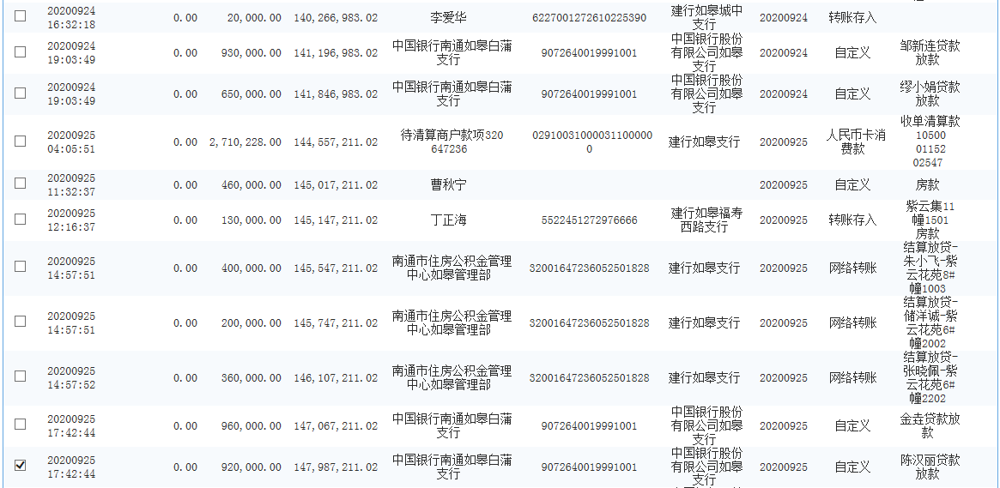 20200924
16:32:18
0.00
20,000.00
140,266,983.02
李爱华
6227001272610225390
建行如皋城中
支行
20200924
转账存入
20200924
19:03:49
0.00
930,000.00
141,196,983.02
中国银行南通如皋白蒲
支行
9072640019991001
中国银行股份
有限公司如皋
支行
20200924
自定义
邹新连贷款
放款
20200924
19:03:49
0.00
650,000.00
141,846,983.02
中国银行南通如皋白蒲
支行
9072640019991001
中国银行股份
有限公司如皋
支行
20200924
自定义
缪小娟贷款
放款
20200925
04:05:51
0.00
2,710,228.00
144,557,211.02
待清算商户款项320
647236
02910031000031100000
0
建行如皋支行
20200925
人民币卡消
费款
收单清算款
10500
01152
02547
20200925
11:32:37
0.00
460,000.00
145,017,211.02
曹秋宁
20200925
自定义
房款
20200925
12:16:37
0.00
130,000.00
145,147,211.02
丁正海
5522451272976666
建行如皋福寿
西路支行
20200925
转账存入
紫云集11
幢1501
房款
20200925
14:57:51
0.00
400,000.00
145,547,211.02
南通市住房公积金管理
中心如皋管理部
32001647236052501828
建行如皋支行
20200925
网络转账
结算放贷-
朱小飞-紫
云花苑8#
幢1003
20200925
14:57:51
0.00
200,000.00
145,747,211.02
南通市住房公积金管理
中心如皋管理部
32001647236052501828
建行如皋支行
20200925
网络转账
结算放贷-
储洋诚-紫
云花苑6#
幢2002
20200925
14:57:52
0.00
360,000.00
146,107,211.02
南通市住房公积金管理
中心如皋管理部
32001647236052501828
建行如皋支行
20200925
网络转账
结算放贷-
张晓佩-紫
云花苑6#
幢2202
20200925
17:42:44
0.00
960,000.00
147,067,211.02
中国银行南通如皋白蒲
支行
9072640019991001
中国银行股份
有限公司如皋
支行
20200925
自定义
金垚贷款放
款
20200925
17:42:44
0.00
920,000.00
147,987,211.02
中国银行南通如皋白蒲
支行
9072640019991001
中国银行股份
有限公司如皋
支行
20200925
自定义
陈汉丽贷款
放款